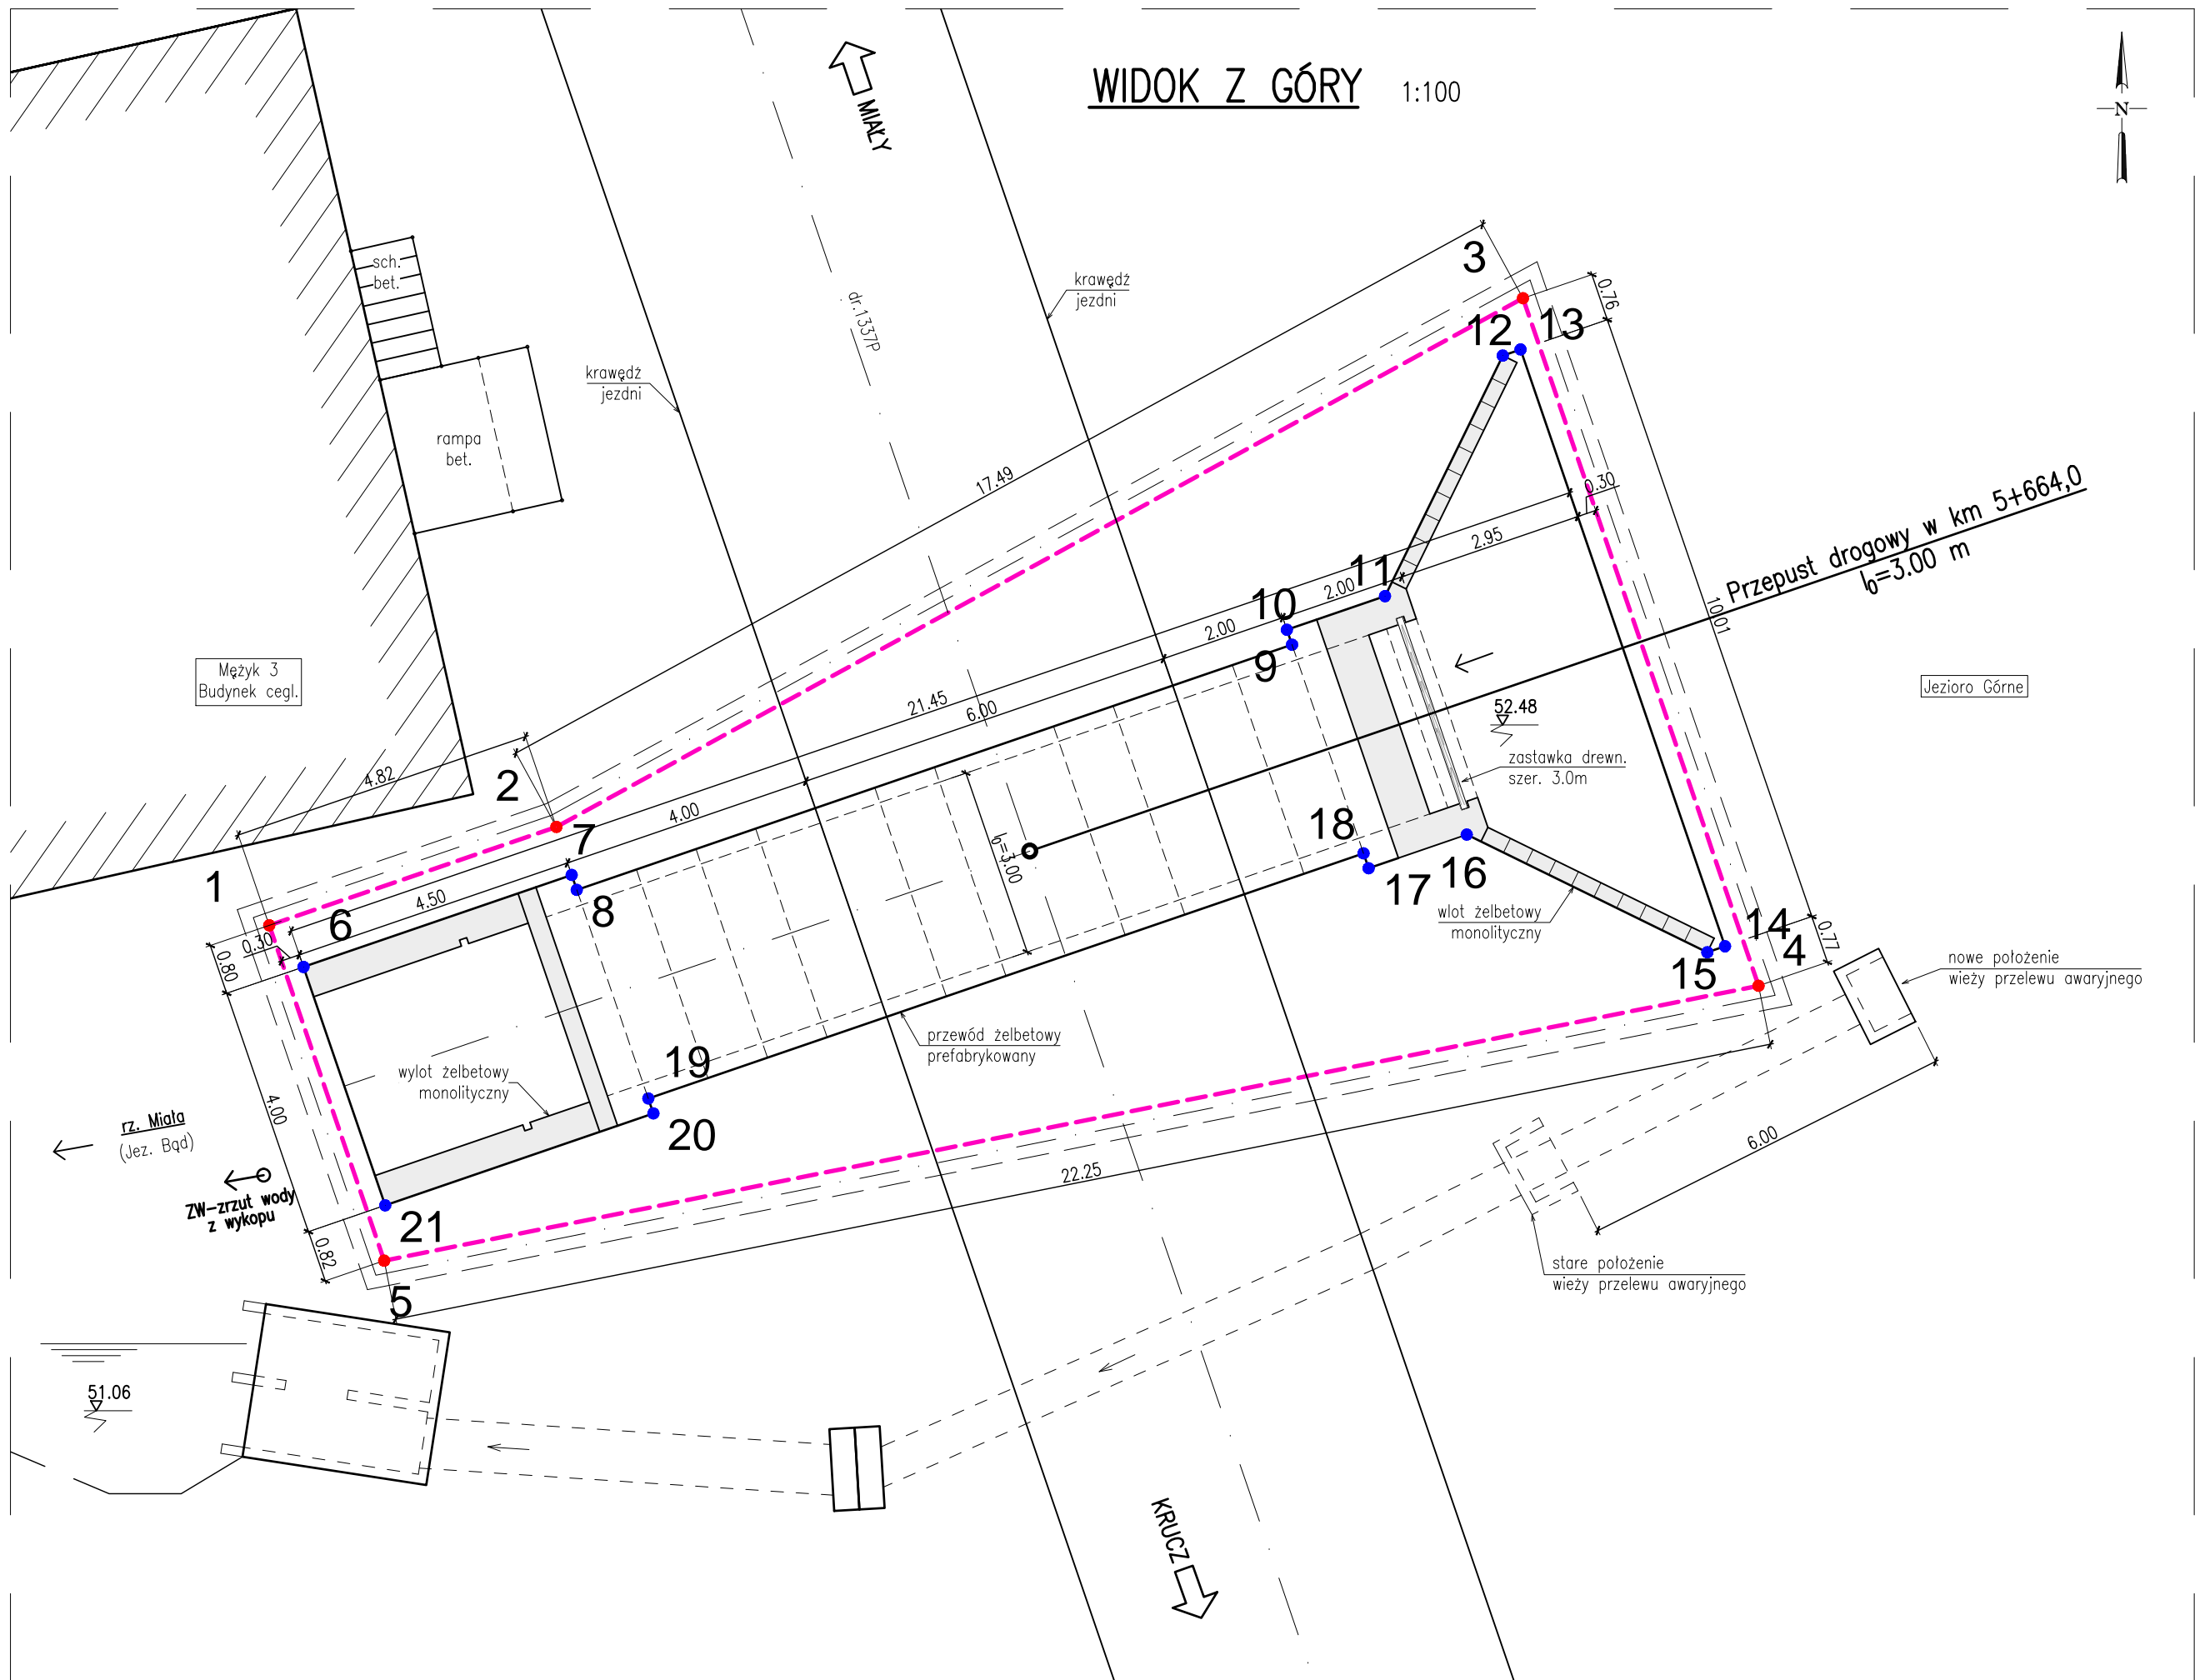 WIDOK Z GÓRY 1:100
N
MIAŁY
sch.
bet.
dr.1337P
krawędź
jezdni
3
0.76
12
13
krawędź
jezdni
rampa
bet.
17.49
0.30
2.95
Przepust drogowy w km 5+664,0
l₀=3.00 m
11
2.00
10
2.00
9
10.01
Mężyk 3
Budynek cegl.
Jezioro Górne
21.45
6.00
52.48
zastawka drewn.
szer. 3.0m
4.82
2
4.00
7
18
l₀=3.00
1
4.50
8
6
0.30
0.80
17
16
wlot żelbetowy
monolityczny
14
4
0.77
15
nowe położenie
wieży przelewu awaryjnego
przewód żelbetowy
prefabrykowany
19
wylot żelbetowy
monolityczny
20
4.00
rz. Miała
(Jez. Bąd)
22.25
6.00
ZW-zrzut wody
z wykopu
21
0.82
5
stare położenie
wieży przelewu awaryjnego
51.06
KRUCZ